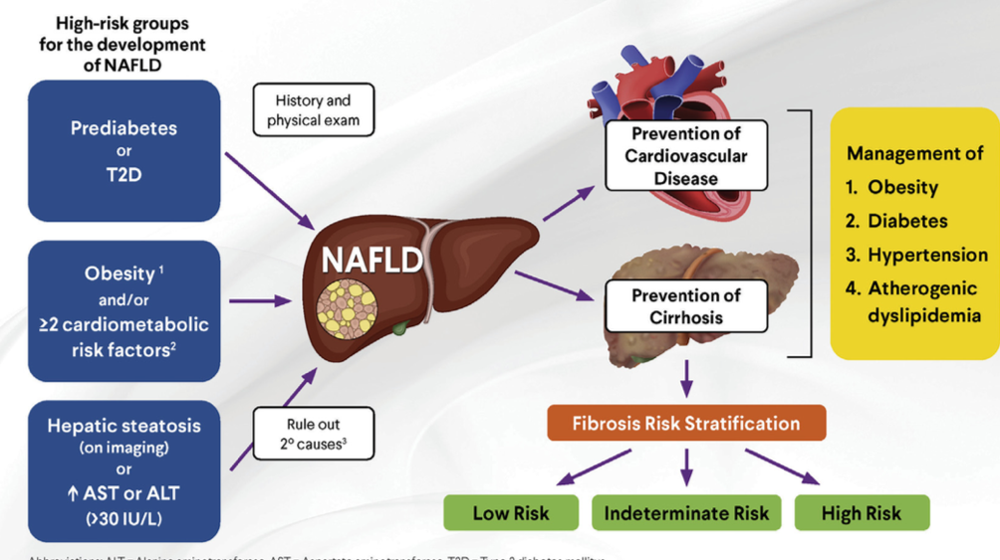 High-risk groups
for the development
of NAFLD
Prediabetes
or
T2D
Obesity ¹
and/or
≥2 cardiometabolic
risk factors²
Hepatic steatosis
(on imaging)
or
↑ AST or ALT
(>30 IU/L)
History and
physical exam
NAFLD
Rule out
2º causes³
Prevention of
Cardiovascular
Disease
Prevention of
Cirrhosis
Management of
1. Obesity
2. Diabetes
3. Hypertension
4. Atherogenic
dyslipidemia
Fibrosis Risk Stratification
Low Risk
Indeterminate Risk
High Risk